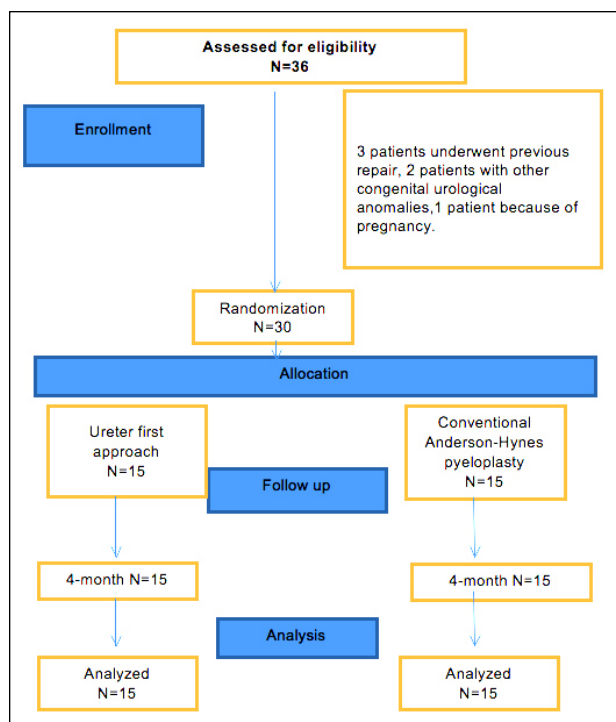 Assessed for eligibility
N=36
Enrollment
3 patients underwent previous
repair, 2 patients with other
congenital urological
anomalies,1 patient because of
pregnancy.
Randomization
N=30
Allocation
Ureter first
approach
N=15
Conventional
Anderson-Hynes
pyeloplasty
N=15
Follow up
4-month N=15
4-month N=15
Analysis
Analyzed
N=15
Analyzed
N=15